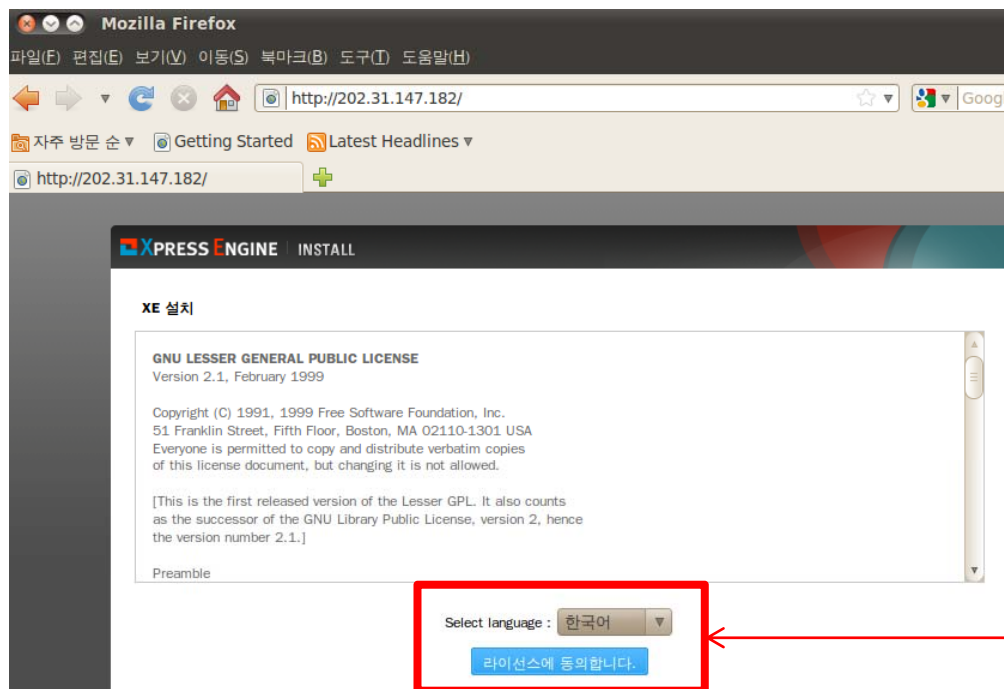 Mozilla Firefox
파일(F) 편집(E) 보기(V) 이동(S) 북마크(B) 도구(T) 도움말(H)
http://202.31.147.182/
Goog
자주 방문 순 Getting Started Latest Headlines
http://202.31.147.182/
XPRESS ENGINE INSTALL
XE 설치
GNU LESSER GENERAL PUBLIC LICENSE
Version 2.1, February 1999
Copyright (C) 1991, 1999 Free Software Foundation, Inc.
51 Franklin Street, Fifth Floor, Boston, MA 02110-1301 USA
Everyone is permitted to copy and distribute verbatim copies
of this license document, but changing it is not allowed.
[This is the first released version of the Lesser GPL. It also counts
as the successor of the GNU Library Public License, version 2, hence
the version number 2.1.]
Preamble
Select language : 한국어
라이선스에 동의합니다.